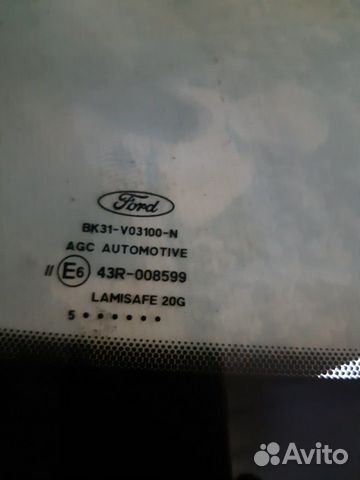 Ford
BK31-V03100-N
AGC AUTOMOTIVE
// E6 43R-008599
LAMISAFE 20G
5 • • • • • •
Avito